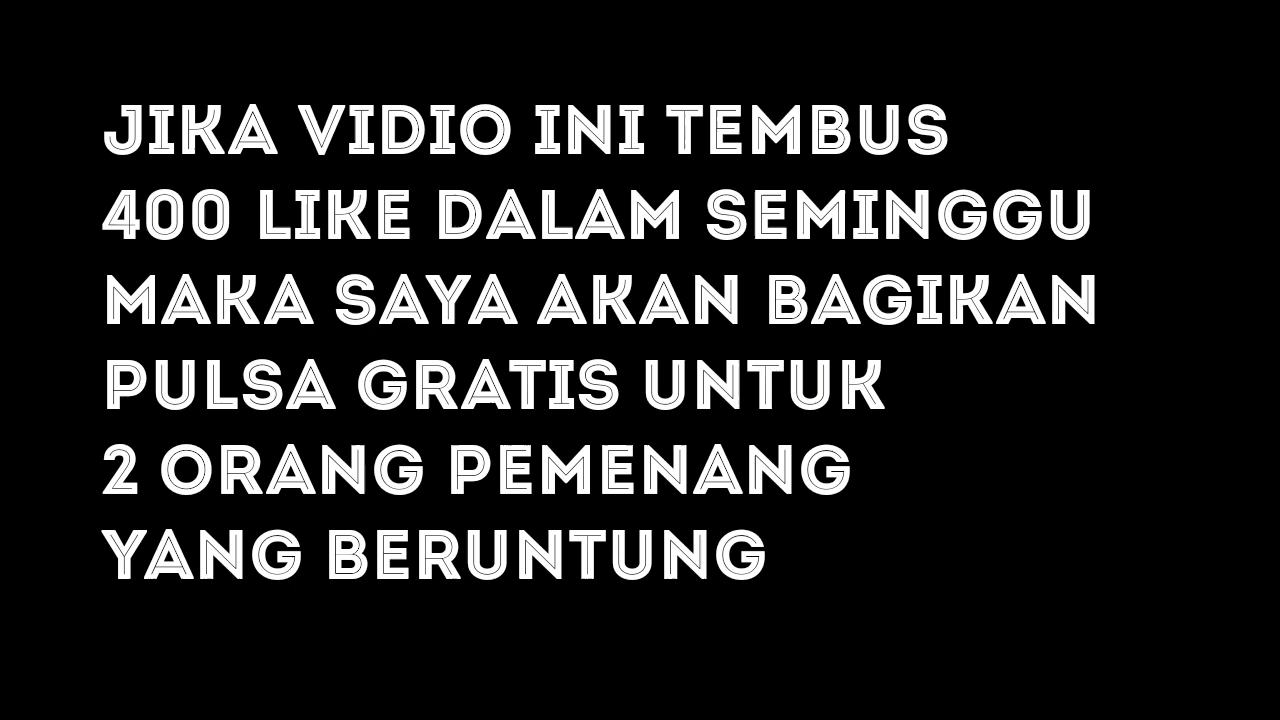 JIKA VIDIO INI TEMBUS
400 LIKE DALAM SEMINGGU
MAKA SAYA AKAN BAGIKAN
PULSA GRATIS UNTUK
2 ORANG PEMENANG
YANG BERUNTUNG